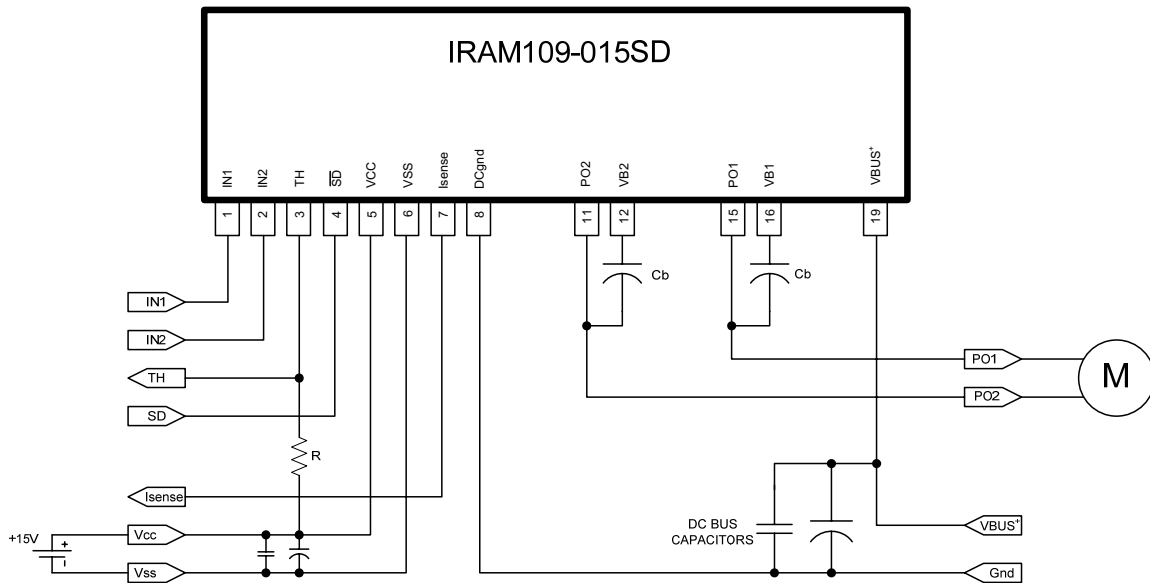 IRAM109-015SD
IN1
IN2
TH
SD
VCC
VSS
Isense
DCgnd
PO2
VB2
PO1
VB1
VBUS+
1
2
3
4
5
6
7
8
11
12
15
16
19
Cb
Cb
IN1
IN2
TH
SD
R
Isense
PO1
PO2
M
+15V
+
-
Vcc
Vss
DC BUS
CAPACITORS
VBUS+
Gnd